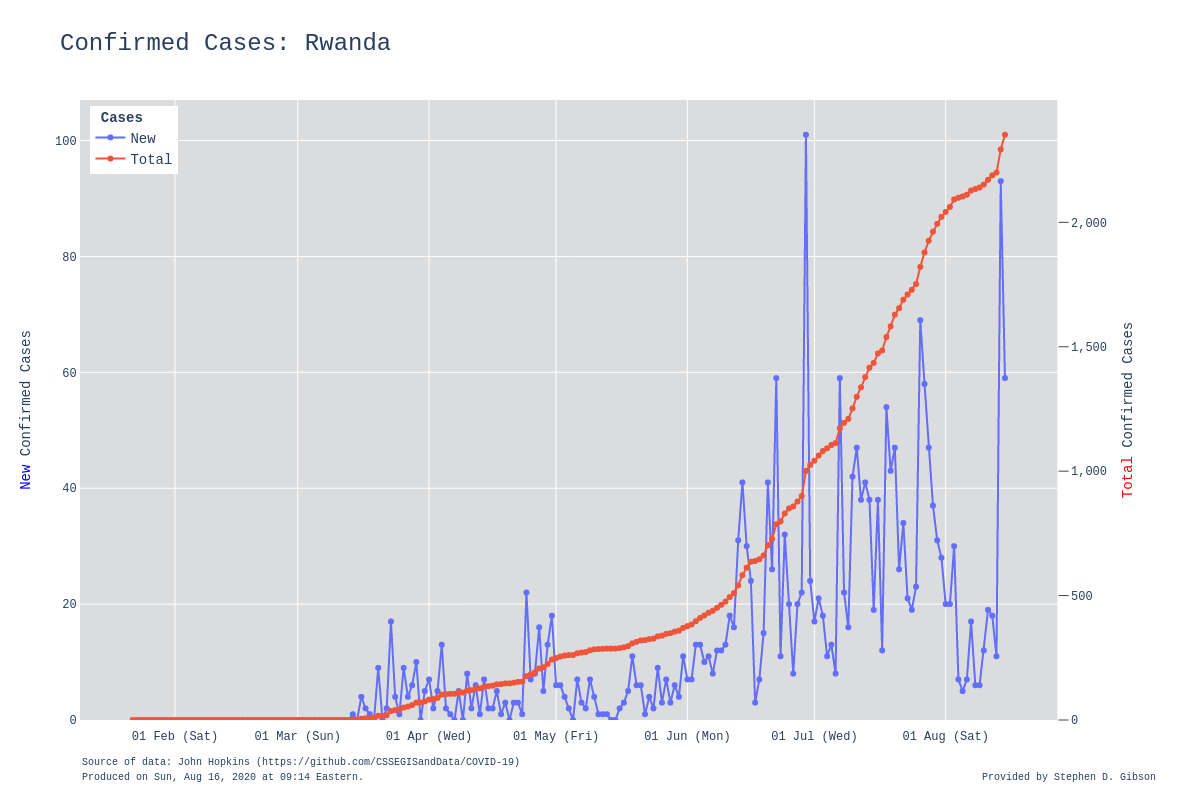 Confirmed Cases: Rwanda
Cases
New
Total
100
80
60
40
20
0
New Confirmed Cases
2,000
1,500
1,000
500
0
Total Confirmed Cases
01 Feb (Sat) 01 Mar (Sun) 01 Apr (Wed) 01 May (Fri) 01 Jun (Mon) 01 Jul (Wed) 01 Aug (Sat)
Source of data: John Hopkins (https://github.com/CSSEGISandData/COVID-19)
Produced on Sun, Aug 16, 2020 at 09:14 Eastern.
Provided by Stephen D. Gibson